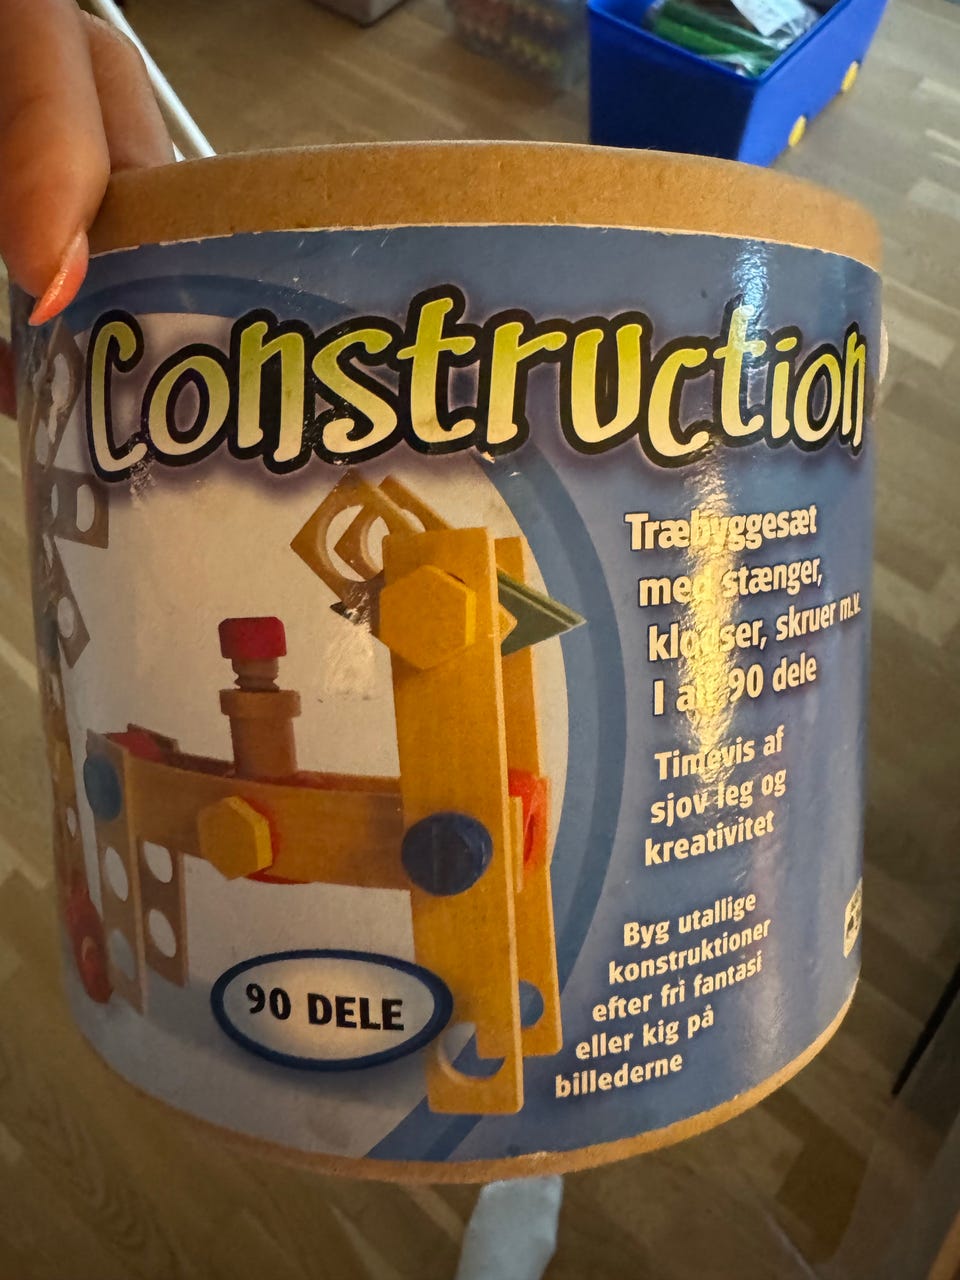 Construction
Træbyggesæt
med stænger,
klodser, skruer m.v.
I alt 90 dele
Timevis af
sjov leg og
kreativitet
Byg utallige
konstruktioner
efter fri fantasi
eller kig på
billederne
90 DELE